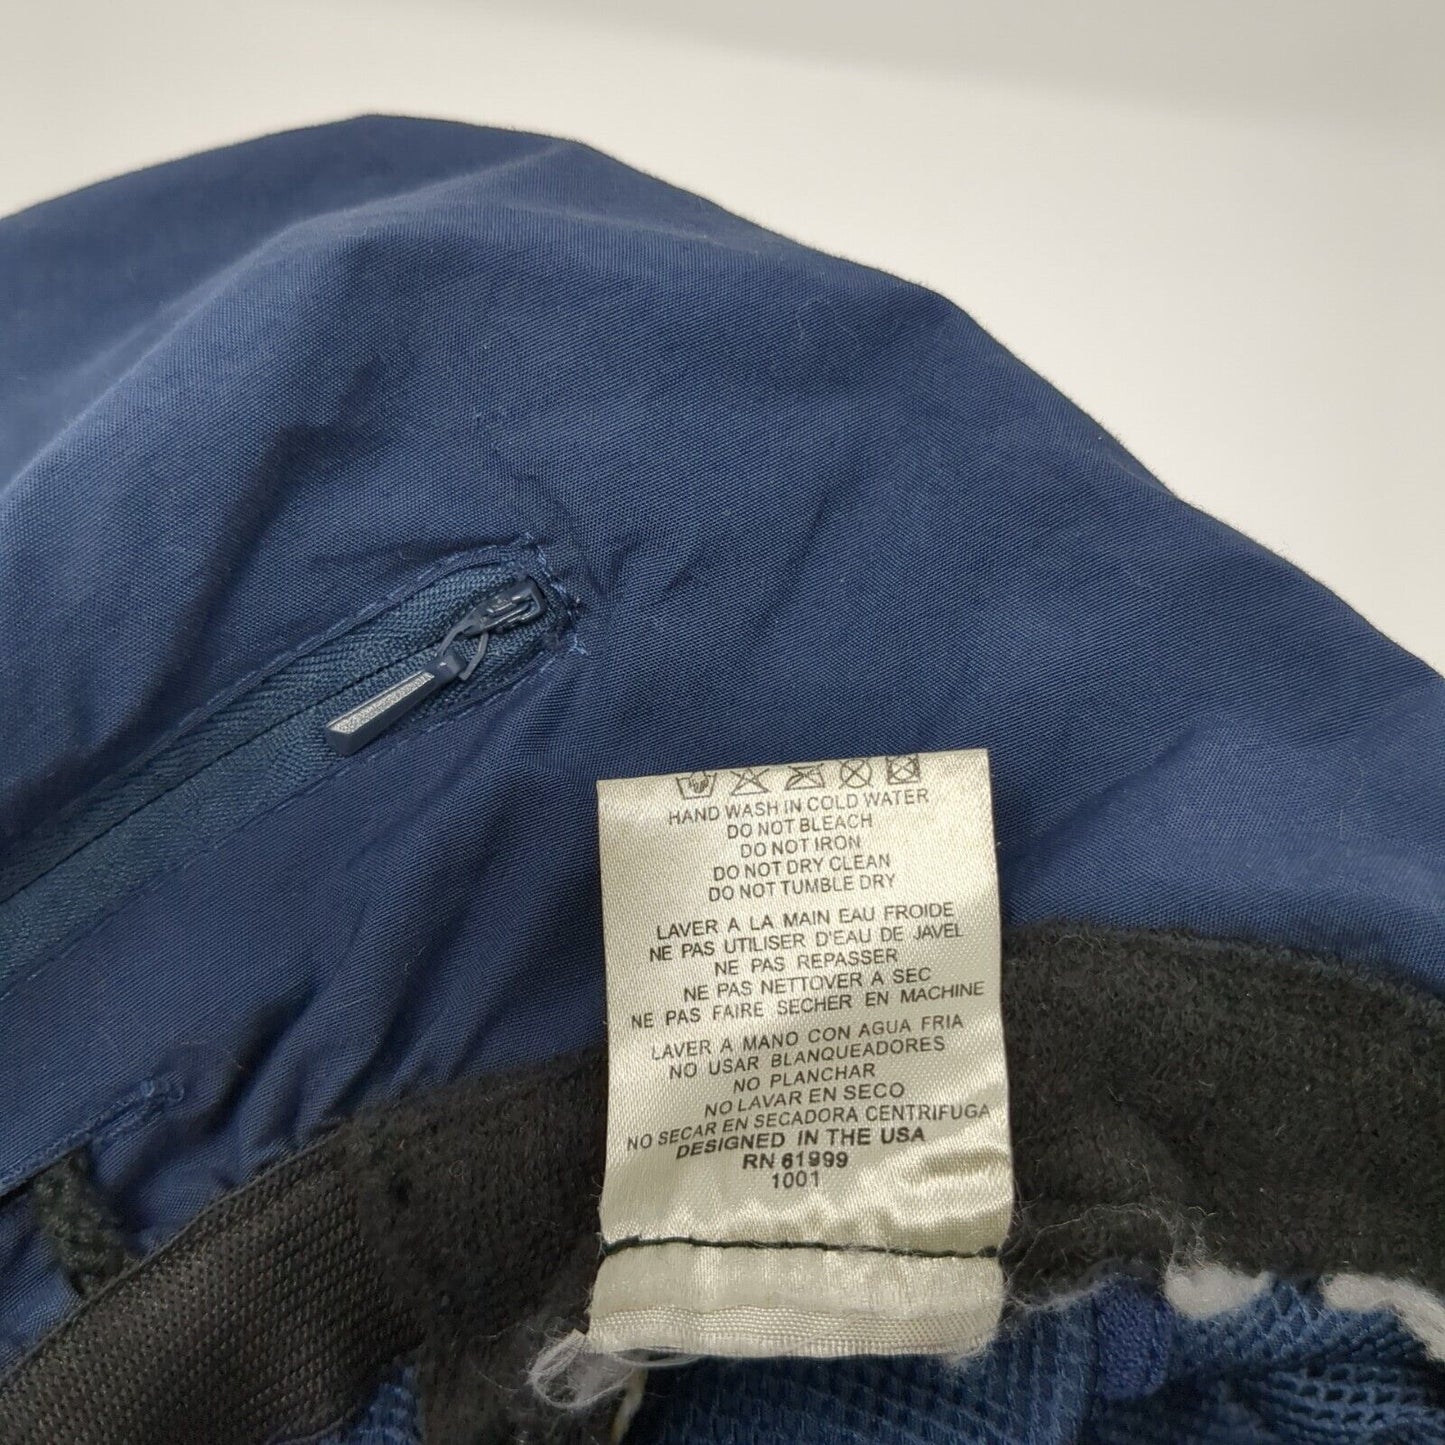 HAND WASH IN COLD WATER
DO NOT BLEACH
DO NOT IRON
DO NOT DRY CLEAN
DO NOT TUMBLE DRY
LAVER A LA MAIN EAU FROIDE
NE PAS UTILISER D'EAU DE JAVEL
NE PAS REPASSER
NE PAS NETTOVER A SEC
NE PAS FAIRE SECHER EN MACHINE
LAVER A MANO CON AGUA FRIA
NO USAR BLANQUEADORES
NO PLANCHAR
NO LAVAR EN SECO
NO SECAR EN SECADORA CENTRIFUGA
DESIGNED IN THE USA
RN 61999
1001